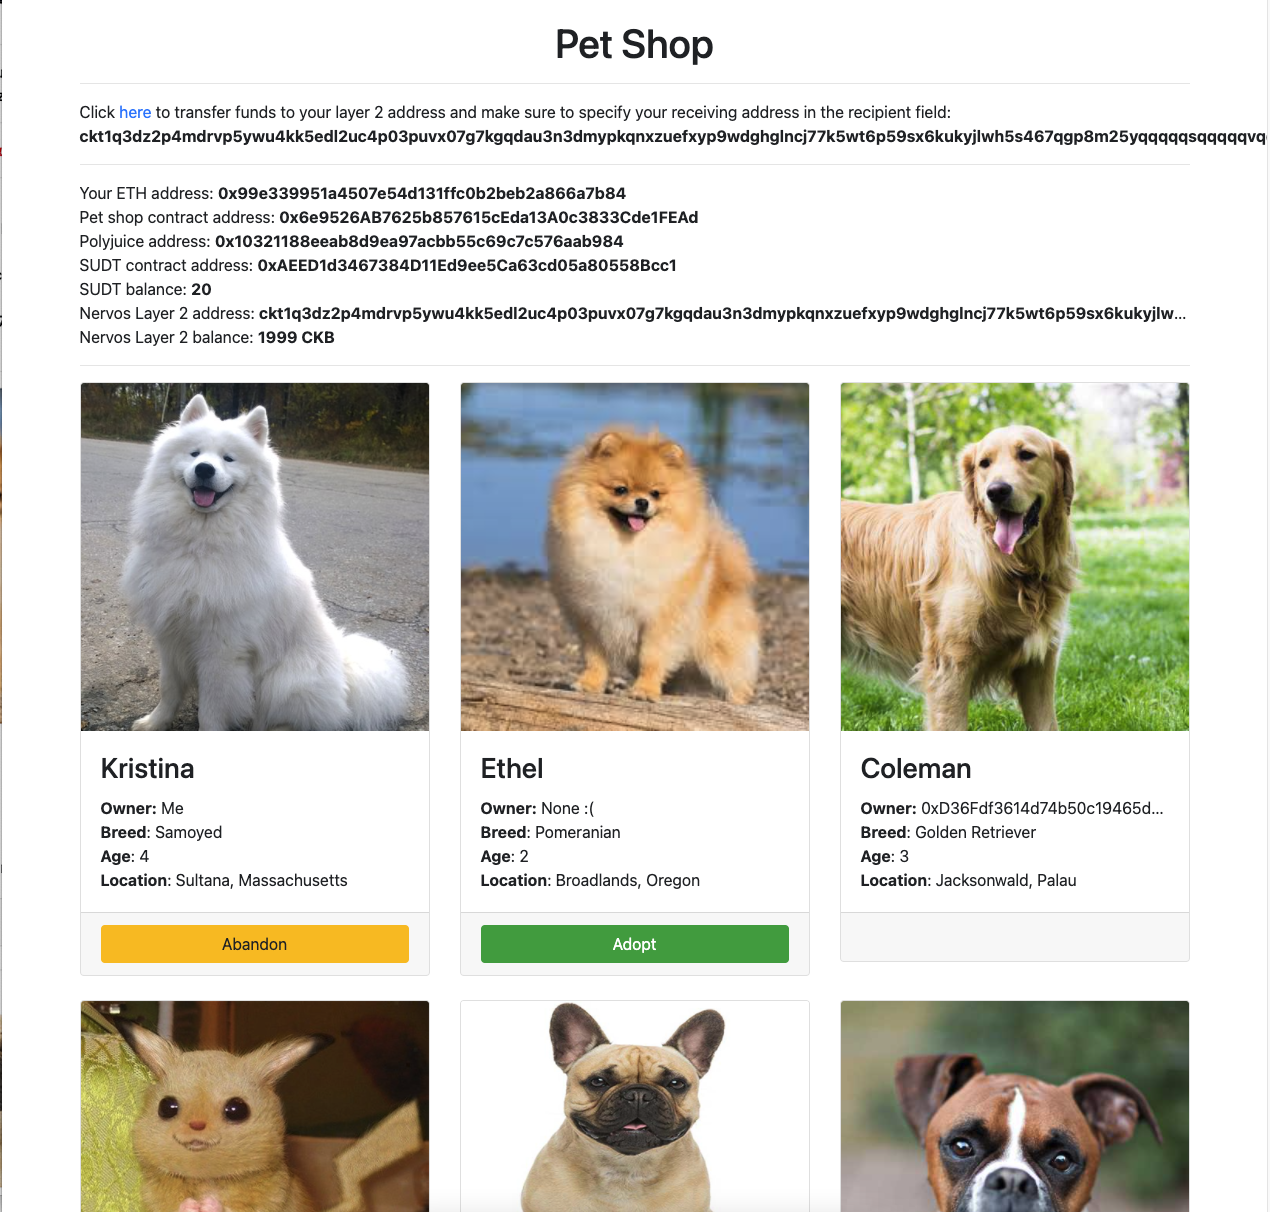 Pet Shop
Click here to transfer funds to your layer 2 address and make sure to specify your receiving address in the recipient field:
ckt1q3dz2p4mdrvp5ywu4kk5edl2uc4p03puvx07g7kgqdau3n3dmypkqnxzuefxyp9wdghglncj77k5wt6p59sx6kukyjlwh5s467qgp8m25yqqqqqsqqqqqvq
Your ETH address: 0x99e339951a4507e54d131ffc0b2beb2a866a7b84
Pet shop contract address: 0x6e9526AB7625b857615cEda13A0c3833Cde1FEAd
Polyjuice address: 0x10321188eeab8d9ea97acbb55c69c7c576aab984
SUDT contract address: 0xAEED1d3467384D11Ed9ee5Ca63cd05a80558Bcc1
SUDT balance: 20
Nervos Layer 2 address: ckt1q3dz2p4mdrvp5ywu4kk5edl2uc4p03puvx07g7kgqdau3n3dmypkqnxzuefxyp9wdghglncj77k5wt6p59sx6kukyjlw...
Nervos Layer 2 balance: 1999 CKB
Kristina
Owner: Me
Breed: Samoyed
Age: 4
Location: Sultana, Massachusetts
Abandon
Ethel
Owner: None :(
Breed: Pomeranian
Age: 2
Location: Broadlands, Oregon
Adopt
Coleman
Owner: 0xD36Fdf3614d74b50c19465d...
Breed: Golden Retriever
Age: 3
Location: Jacksonwald, Palau